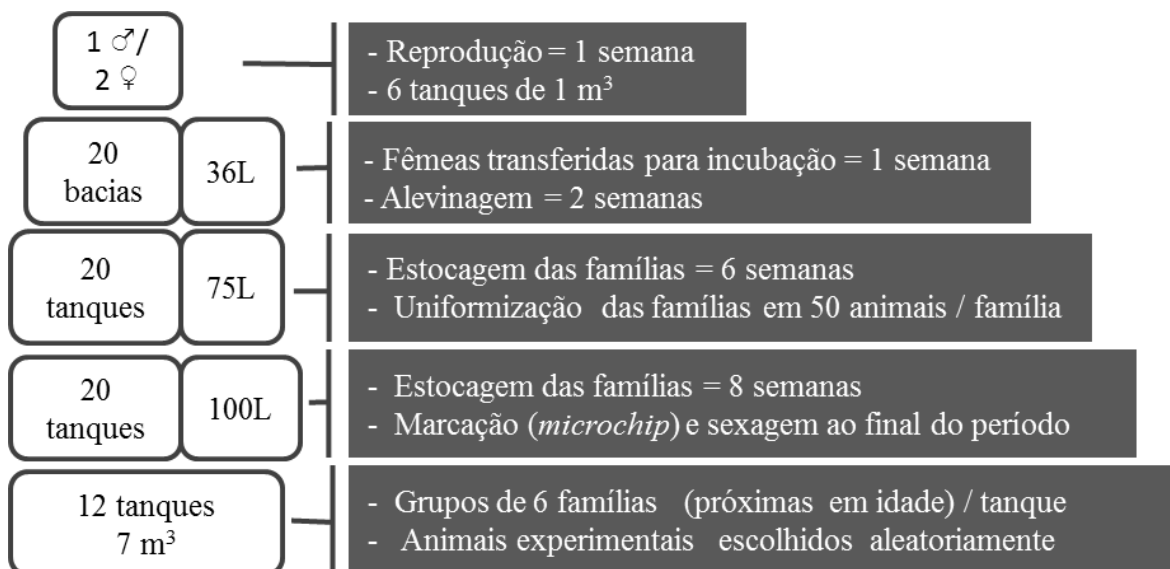 1 ♂/
2 ♀
- Reprodução = 1 semana
- 6 tanques de 1 m³
20
bacias
36L
- Fêmeas transferidas para incubação = 1 semana
- Alevinagem = 2 semanas
20
tanques
75L
- Estocagem das famílias = 6 semanas
- Uniformização das famílias em 50 animais / família
20
tanques
100L
- Estocagem das famílias = 8 semanas
- Marcação (microchip) e sexagem ao final do período
12 tanques
7 m³
- Grupos de 6 famílias (próximas em idade) / tanque
- Animais experimentais escolhidos aleatoriamente